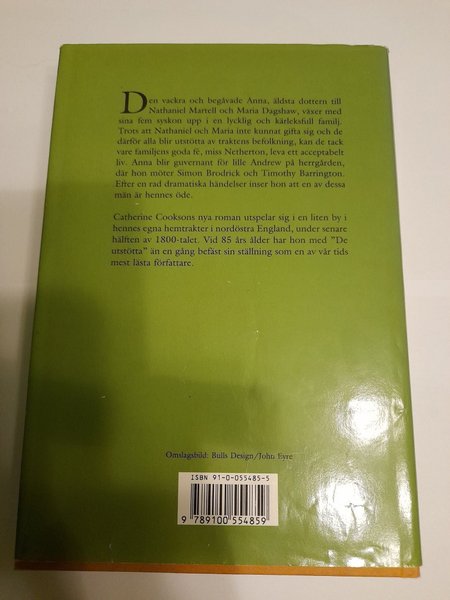 Den vackra och begåvade Anna, äldsta dottern till
Nathaniel Martell och Maria Dagshaw, växer med
sina fem syskon upp i en lycklig och kärleksfull familj.
Trots att Nathaniel och Maria inte kunnat gifta sig och de
därför alla blir utstötta av traktens befolkning, kan de tack
vare familjens goda fé, miss Netherton, leva ett acceptabelt
liv. Anna blir guvernant för lille Andrew på herrgården,
där hon möter Simon Brodrick och Timothy Barrington.
Efter en rad dramatiska händelser inser hon att en av dessa
män är hennes öde.
Catherine Cooksons nya roman utspelar sig i en liten by i
hennes egna hemtrakter i nordöstra England, under senare
hälften av 1800-talet. Vid 85 års ålder har hon med "De
utstötta" än en gång befäst sin ställning som en av vår tids
mest lästa författare.
Omslagsbild: Bulls Design/John Eyre
ISBN 91-0-055485-5
9 789100 554859